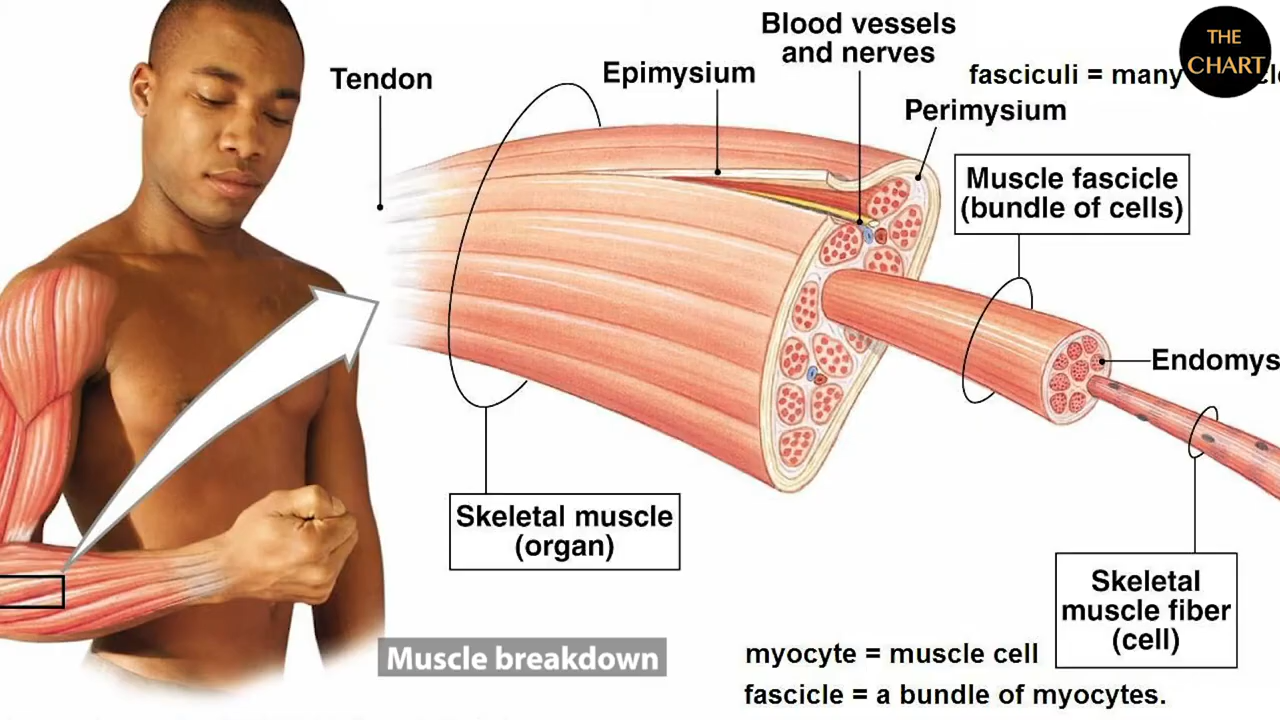 Blood vessels
and nerves
THE
CHART
Tendon
Epimysium
fasciuli = many
Perimysium
Muscle fascicle
(bundle of cells)
Endomys
Skeletal muscle
(organ)
Skeletal
muscle fiber
(cell)
Muscle breakdown
myocyte = muscle cell
fascicle = a bundle of myocytes.